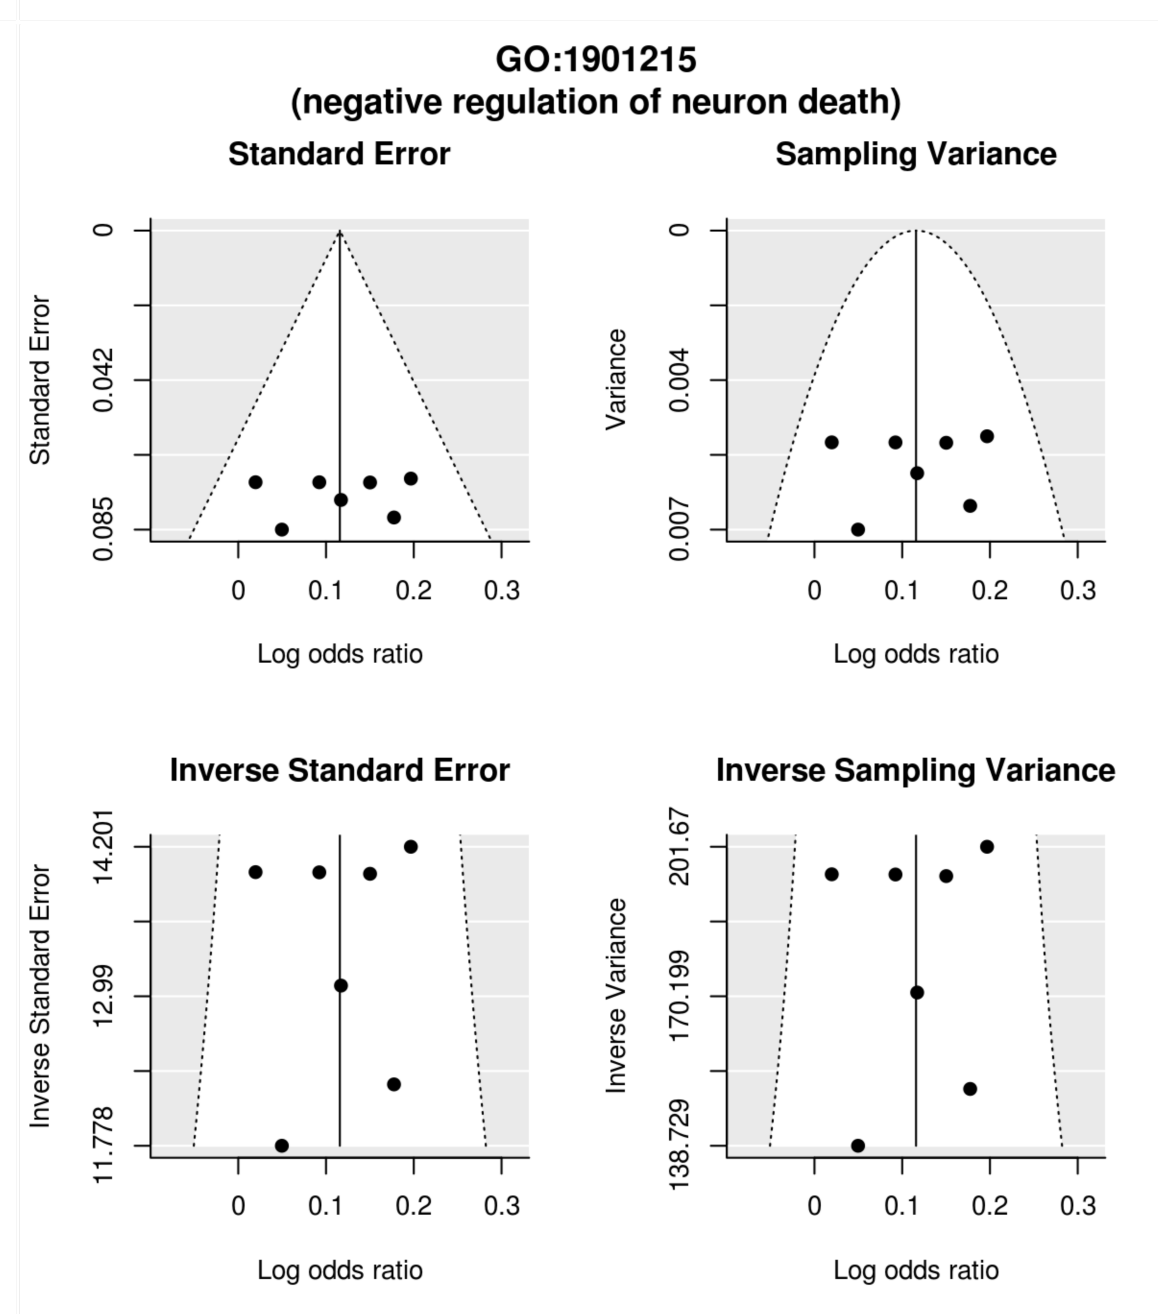 GO:1901215
(negative regulation of neuron death)
Standard Error
Standard Error
0
0.042
0.085
0 0.1 0.2 0.3
Log odds ratio
Sampling Variance
Variance
0
0.004
0.007
0 0.1 0.2 0.3
Log odds ratio
Inverse Standard Error
Inverse Standard Error
14.201
12.99
11.778
0 0.1 0.2 0.3
Log odds ratio
Inverse Sampling Variance
Inverse Variance
201.67
170.199
138.729
0 0.1 0.2 0.3
Log odds ratio